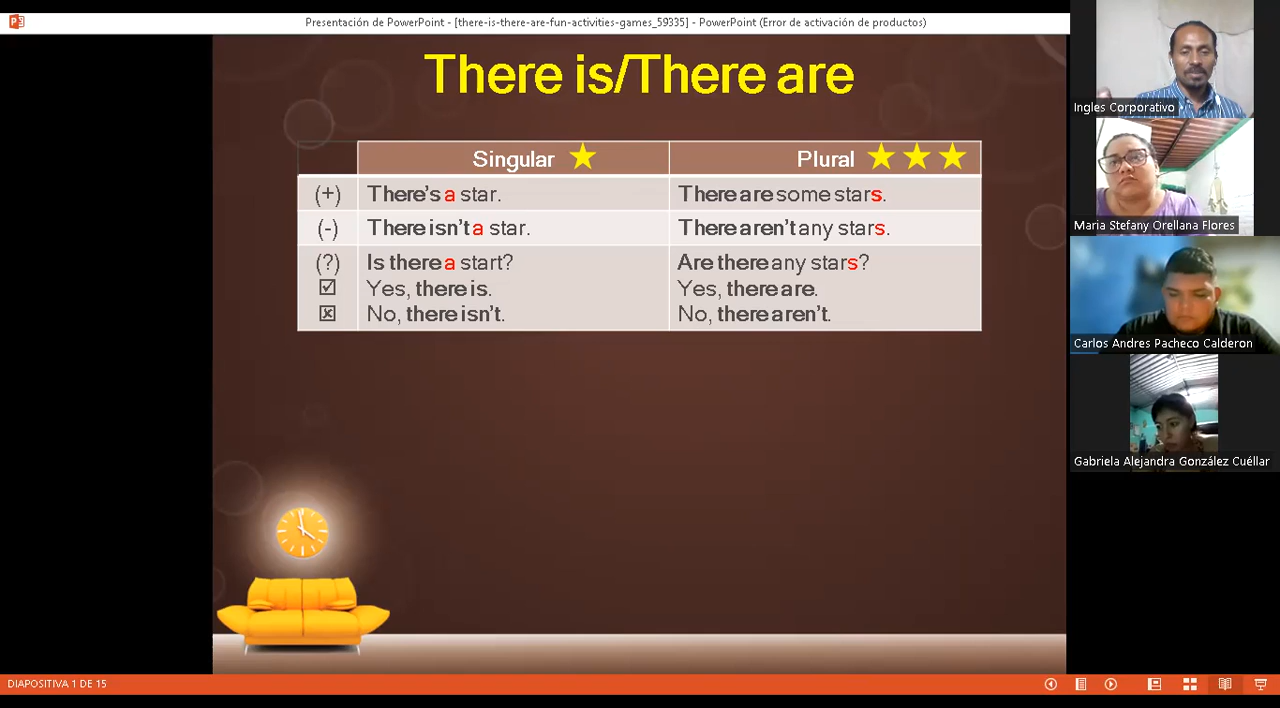 Presentación de PowerPoint - [there-is-there-are-fun-activities-games_59335] - PowerPoint (Error de activación de productos)
There is/There are
Singular Plural
(+) There's a star. There are some stars.
(-) There isn't a star. There aren't any stars.
(?) Is there a start? Are there any stars?
Yes, there is. Yes, there are.
No, there isn't. No, there aren't.
Ingles Corporativo
Maria Stefany Orellana Flores
Carlos Andres Pacheco Calderon
Gabriela Alejandra González Cuéllar
DIAPOSITIVA 1 DE 15